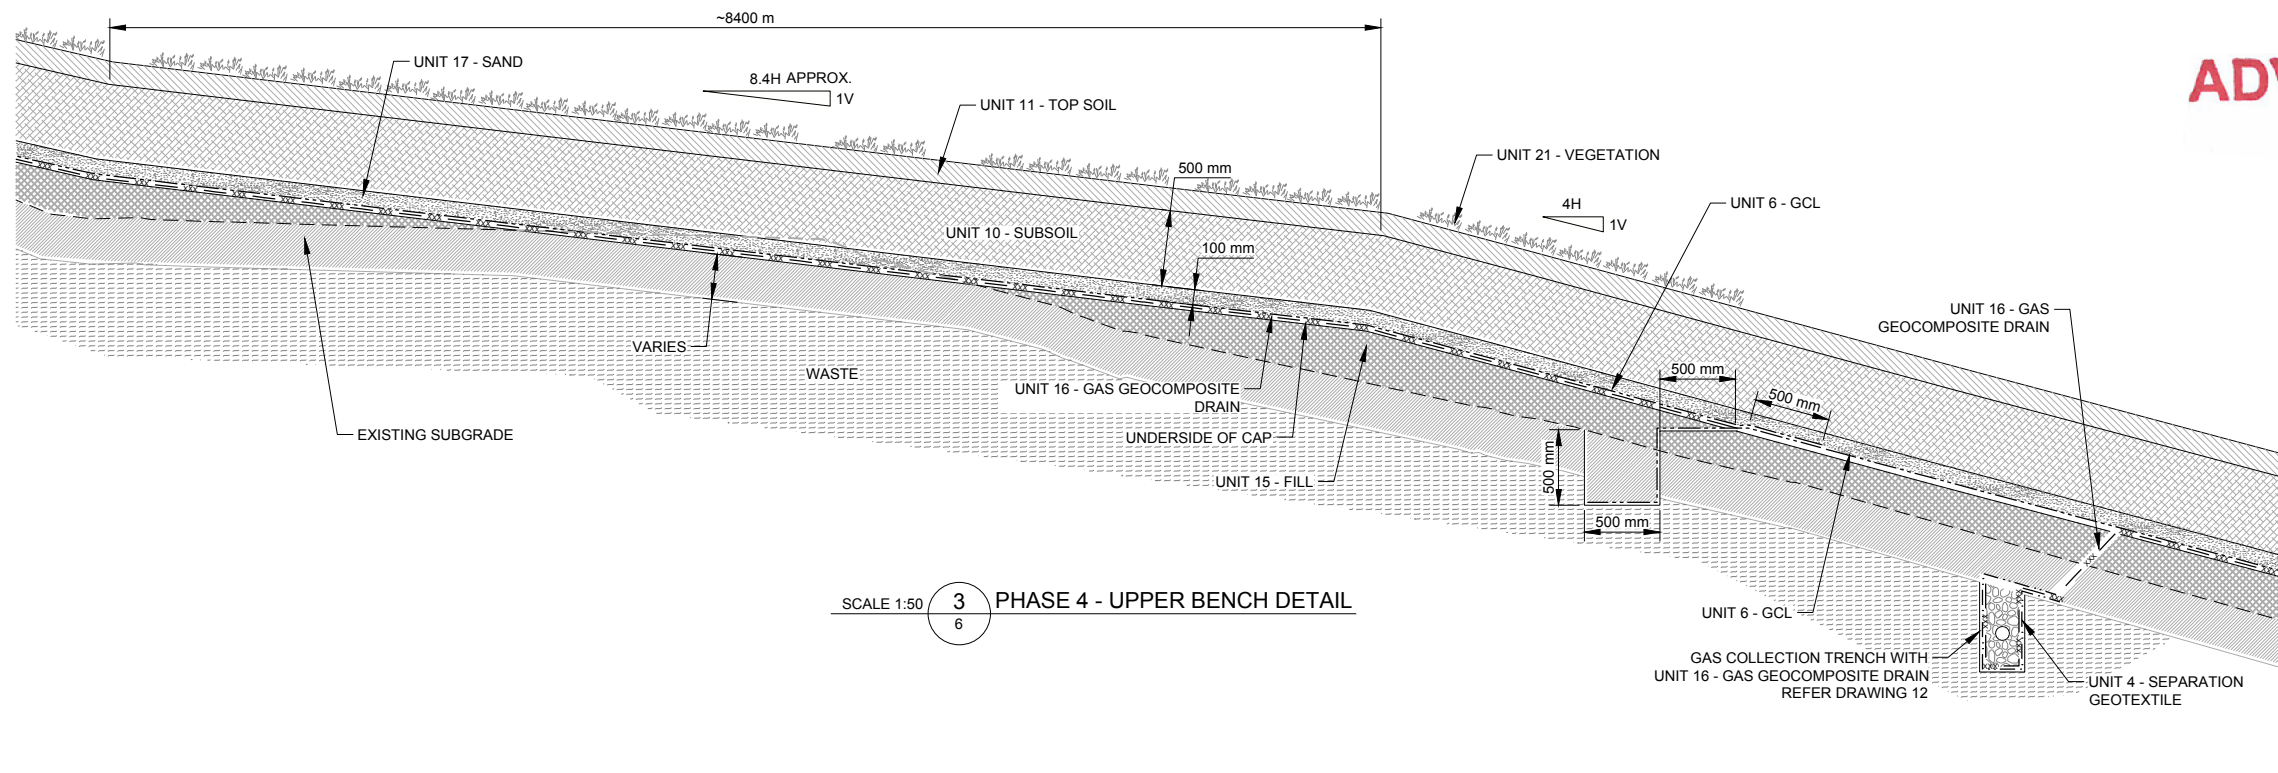 ~8400 m
UNIT 17 - SAND
8.4H APPROX.
1V
UNIT 11 - TOP SOIL
UNIT 21 - VEGETATION
500 mm
4H
1V
UNIT 6 - GCL
UNIT 10 - SUBSOIL
100 mm
UNIT 16 - GAS
GEOCOMPOSITE DRAIN
VARIES
WASTE
UNIT 16 - GAS GEOCOMPOSITE
DRAIN
500 mm
500 mm
EXISTING SUBGRADE
UNDERSIDE OF CAP
500 mm
UNIT 15 - FILL
500 mm
SCALE 1:50
3
6
PHASE 4 - UPPER BENCH DETAIL
UNIT 6 - GCL
GAS COLLECTION TRENCH WITH
UNIT 16 - GAS GEOCOMPOSITE DRAIN
REFER DRAWING 12
UNIT 4 - SEPARATION
GEOTEXTILE